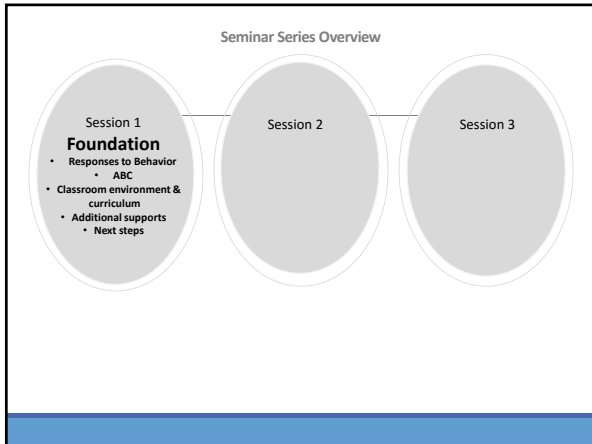 Seminar Series Overview
Session 1
Foundation
• Responses to Behavior
• ABC
• Classroom environment &
curriculum
• Additional supports
• Next steps
Session 2
Session 3